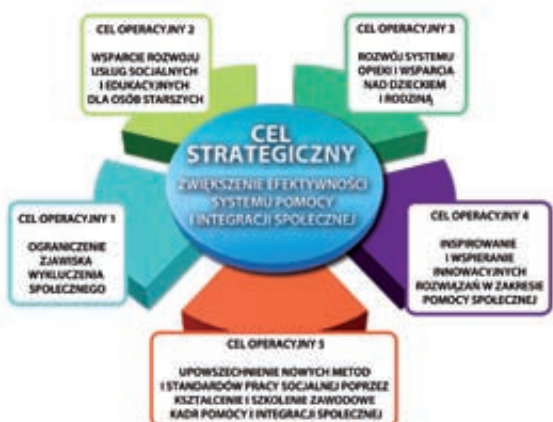 CEL OPERACYJNY 2
WSPARCIE ROZWOJU
USŁUG SOCJALNYCH
I EDUKACYJNYCH
DLA OSÓB STARSZYCH
CEL OPERACYJNY 3
ROZWÓJ SYSTEMU
OPIEKI I WSPARCIA
NAD DZIECKIEM
I RODZINĄ
CEL
STRATEGICZNY
ZWIĘKSZENIE EFEKTYWNOŚCI
SYSTEMU POMOCY
I INTEGRACJI SPOŁECZNEJ
CEL OPERACYJNY 1
OGRANICZENIE
ZJAWISKA
WYKLUCZENIA
SPOŁECZNEGO
CEL OPERACYJNY 4
INSPIROWANIE
I WSPIERANIE
INNOWACYJNYCH
ROZWIĄZAŃ W ZAKRESIE
POMOCY SPOŁECZNEJ
CEL OPERACYJNY 5
UPOWSZECHNIENIE NOWYCH METOD
I STANDARDÓW PRACY SOCJALNEJ POPRZEZ
KSZTAŁCENIE I SZKOLENIE ZAWODOWE
KADR POMOCY I INTEGRACJI SPOŁECZNEJ